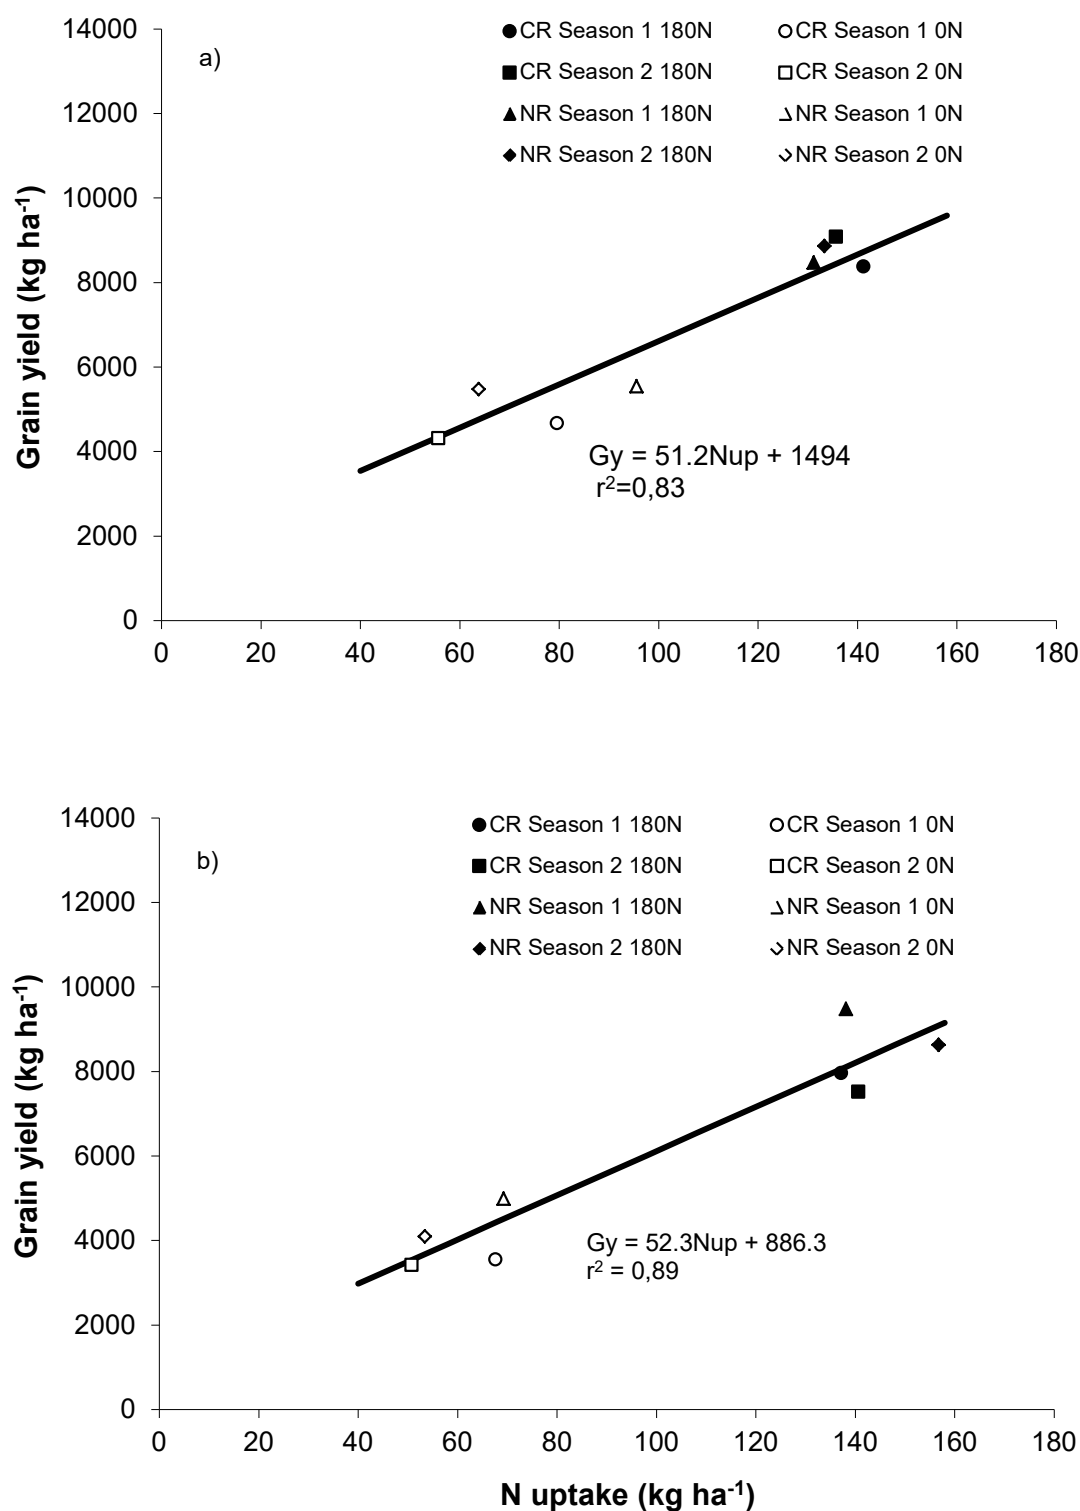 14000
12000
10000
8000
6000
4000
2000
0
Grain yield (kg ha⁻¹)
a)
CR Season 1 180N
CR Season 1 0N
CR Season 2 180N
CR Season 2 0N
NR Season 1 180N
NR Season 1 0N
NR Season 2 180N
NR Season 2 0N
Gy = 51.2Nup + 1494
r²=0,83
0 20 40 60 80 100 120 140 160 180
14000
12000
10000
8000
6000
4000
2000
0
Grain yield (kg ha⁻¹)
b)
CR Season 1 180N
CR Season 1 0N
CR Season 2 180N
CR Season 2 0N
NR Season 1 180N
NR Season 1 0N
NR Season 2 180N
NR Season 2 0N
Gy = 52.3Nup + 886.3
r² = 0,89
0 20 40 60 80 100 120 140 160 180
N uptake (kg ha⁻¹)